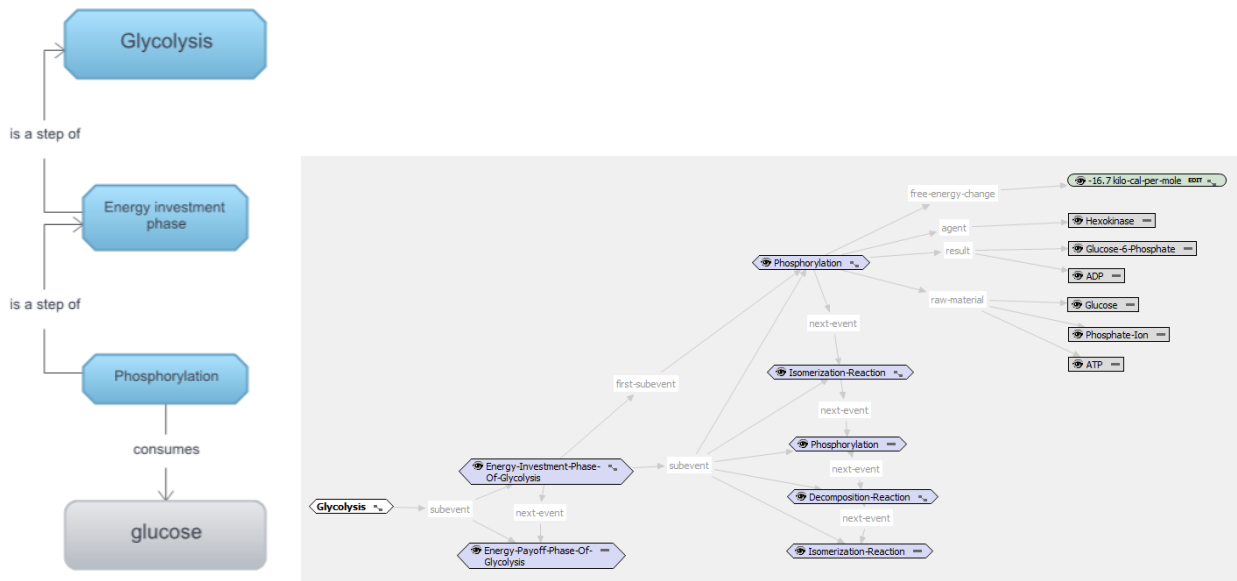 Glycolysis
is a step of
Energy investment
phase
is a step of
Phosphorylation
consumes
glucose
-16.7 kilo-cal-per-mole EDIT
free-energy-change
Hexokinase
agent
Glucose-6-Phosphate
result
Phosphorylation
ADP
raw-material
Glucose
next-event
Phosphate-Ion
ATP
Isomerization-Reaction
first-subevent
next-event
Phosphorylation
Energy-Investment-Phase-
Of-Glycolysis
subevent
next-event
Decomposition-Reaction
Glycolysis
subevent
next-event
next-event
Energy-Payoff-Phase-Of-
Glycolysis
Isomerization-Reaction